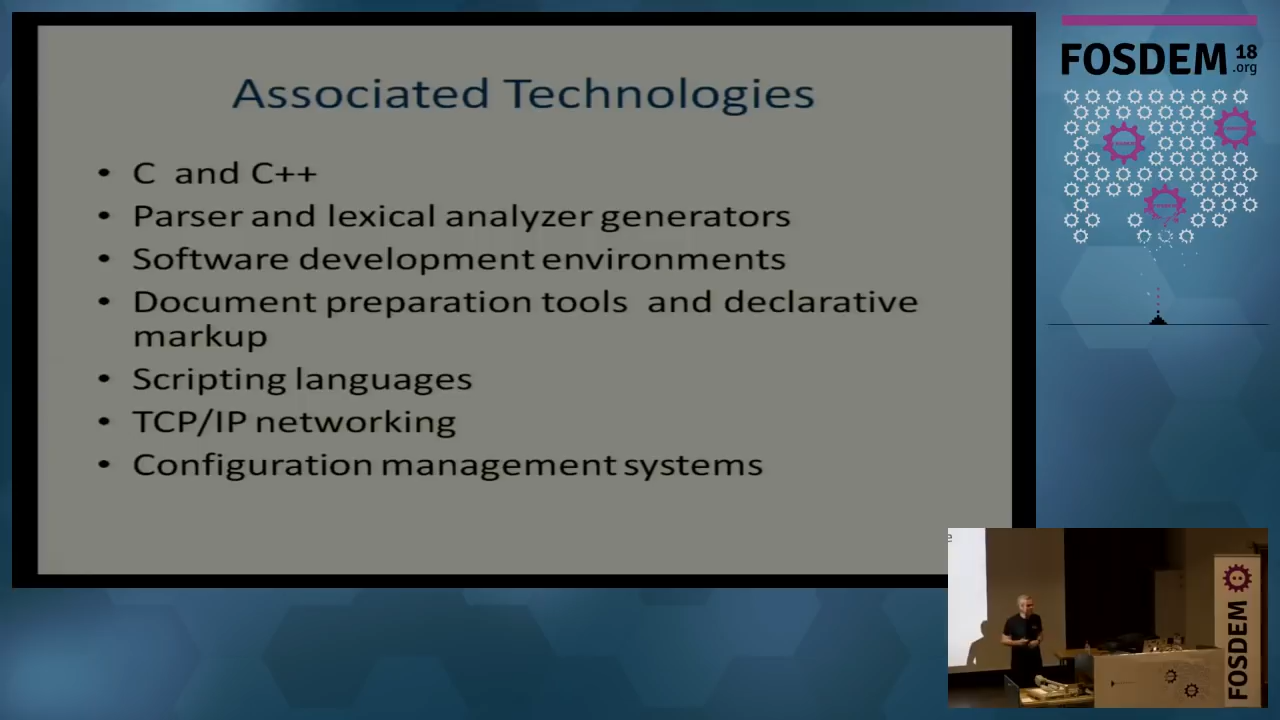 Associated Technologies
• C and C++
• Parser and lexical analyzer generators
• Software development environments
• Document preparation tools and declarative
markup
• Scripting languages
• TCP/IP networking
• Configuration management systems
FOSDEM 18
.org
e
FOSDEM